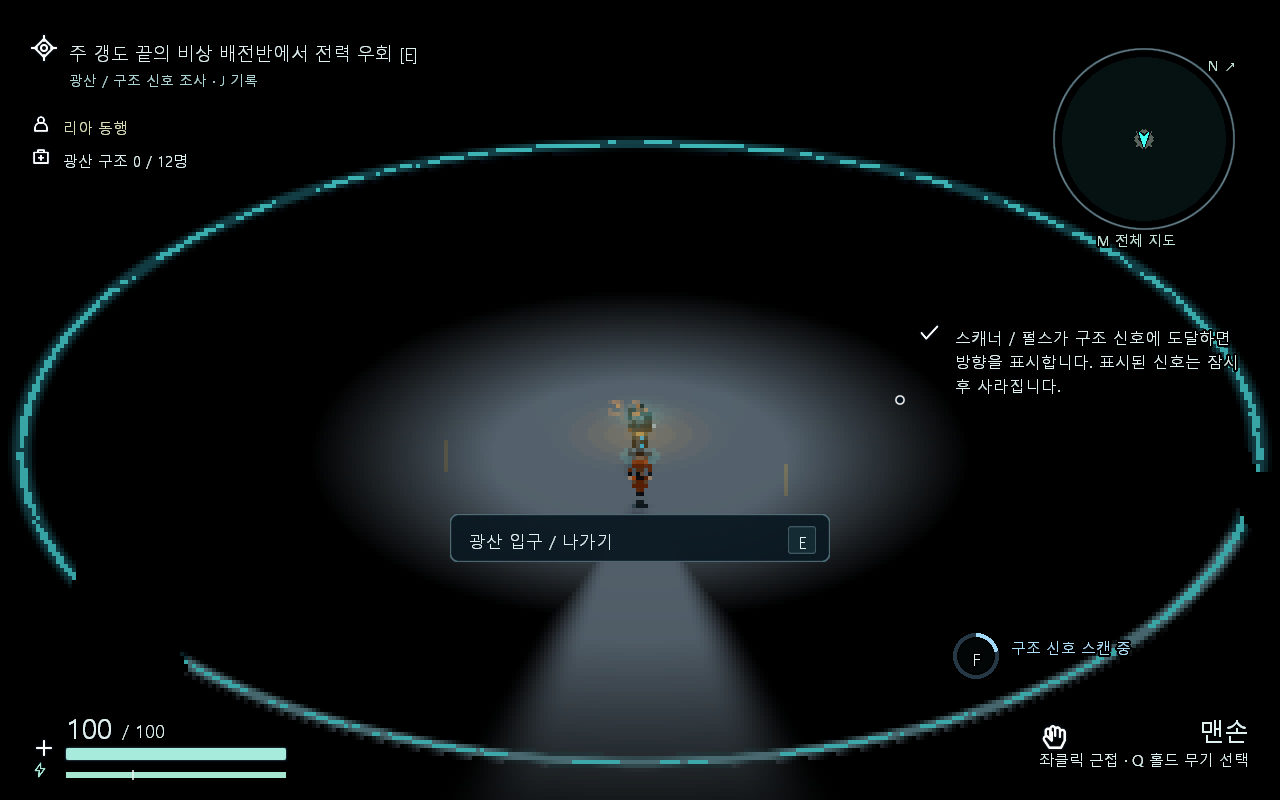 주 갱도 끝의 비상 배전반에서 전력 우회 [E]
광산 / 구조 신호 조사 · J 기록
리아 동행
광산 구조 0 / 12명
N ↗
M 전체 지도
스캐너 / 펄스가 구조 신호에 도달하면
방향을 표시합니다. 표시된 신호는 잠시
후 사라집니다.
광산 입구 / 나가기 E
F 구조 신호 스캔 중
100 / 100
맨손
좌클릭 근접 · Q 홀드 무기 선택